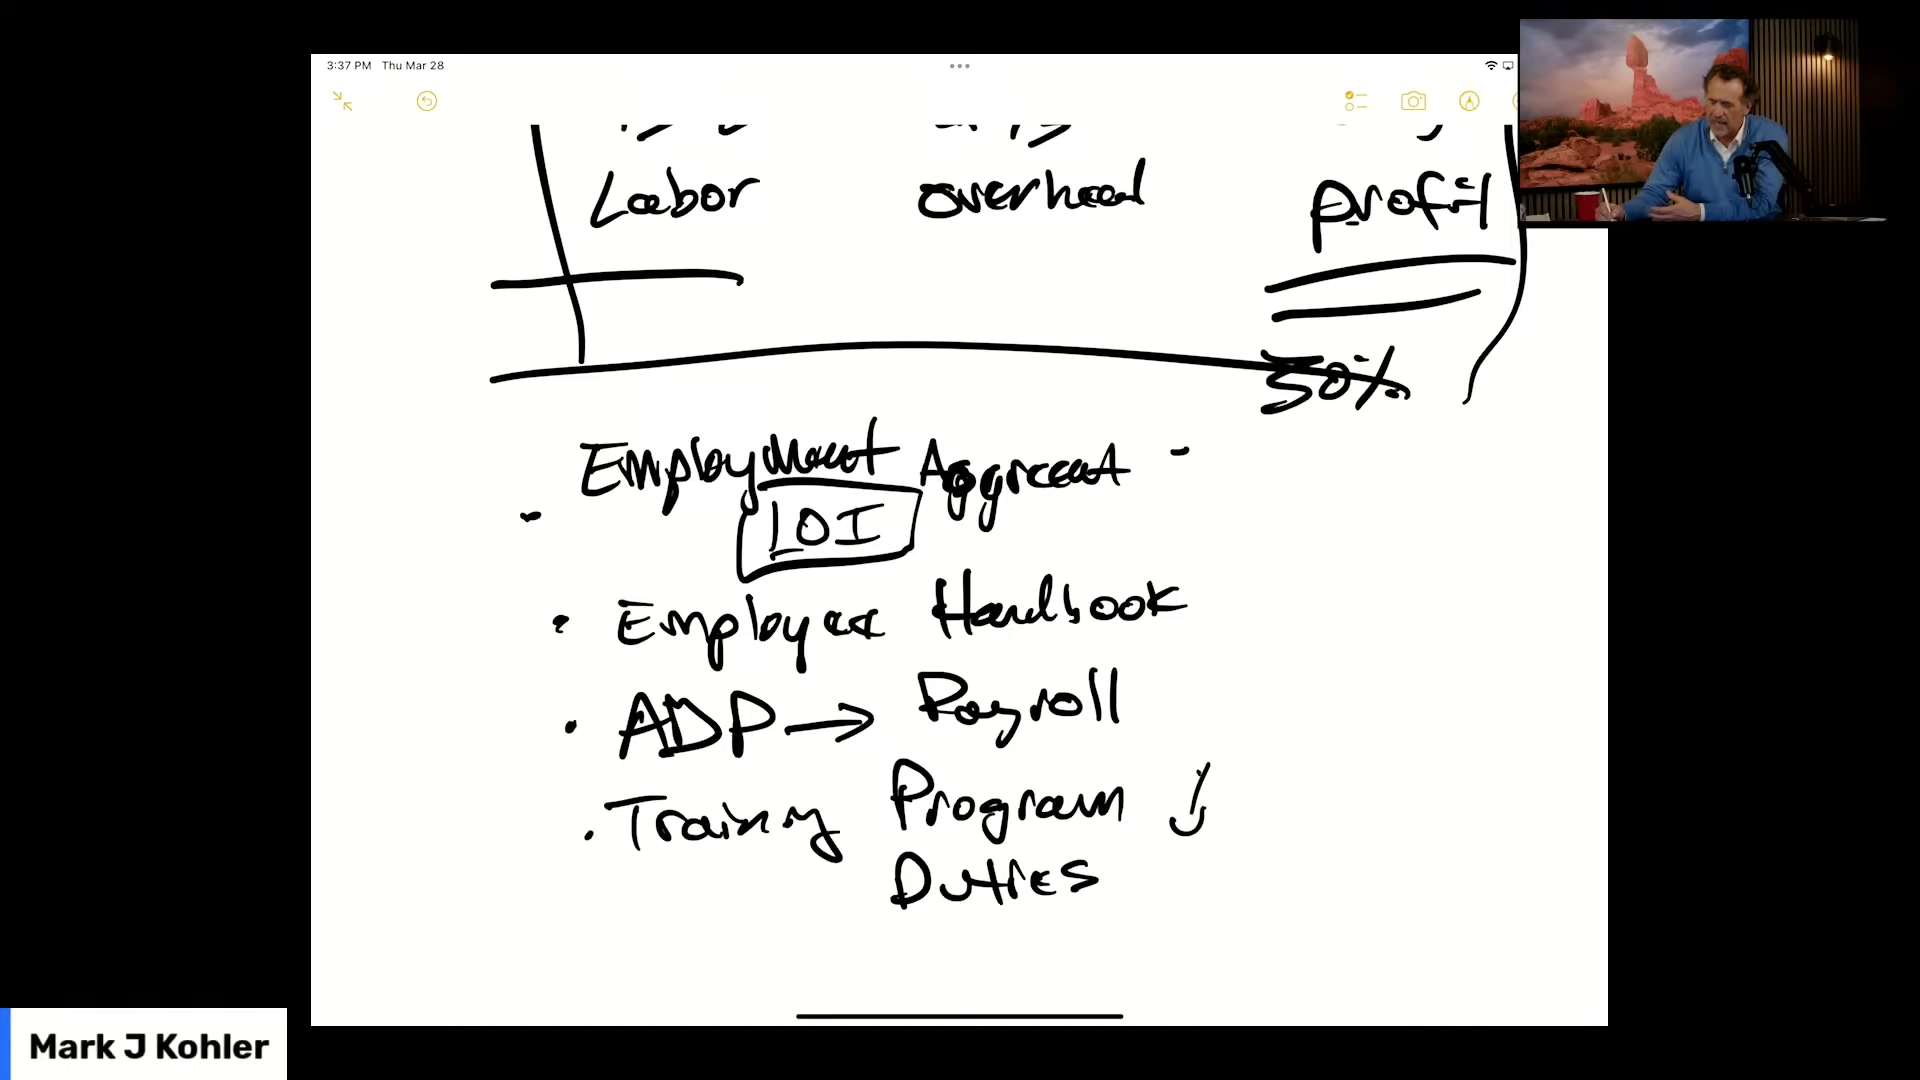 3:37 PM Thu Mar 28
Labor overhead profit
50%
Employment Aggreeat -
LOI
• Employee Handbook
• ADP → Payroll
• Training Program
Duties
Mark J Kohler